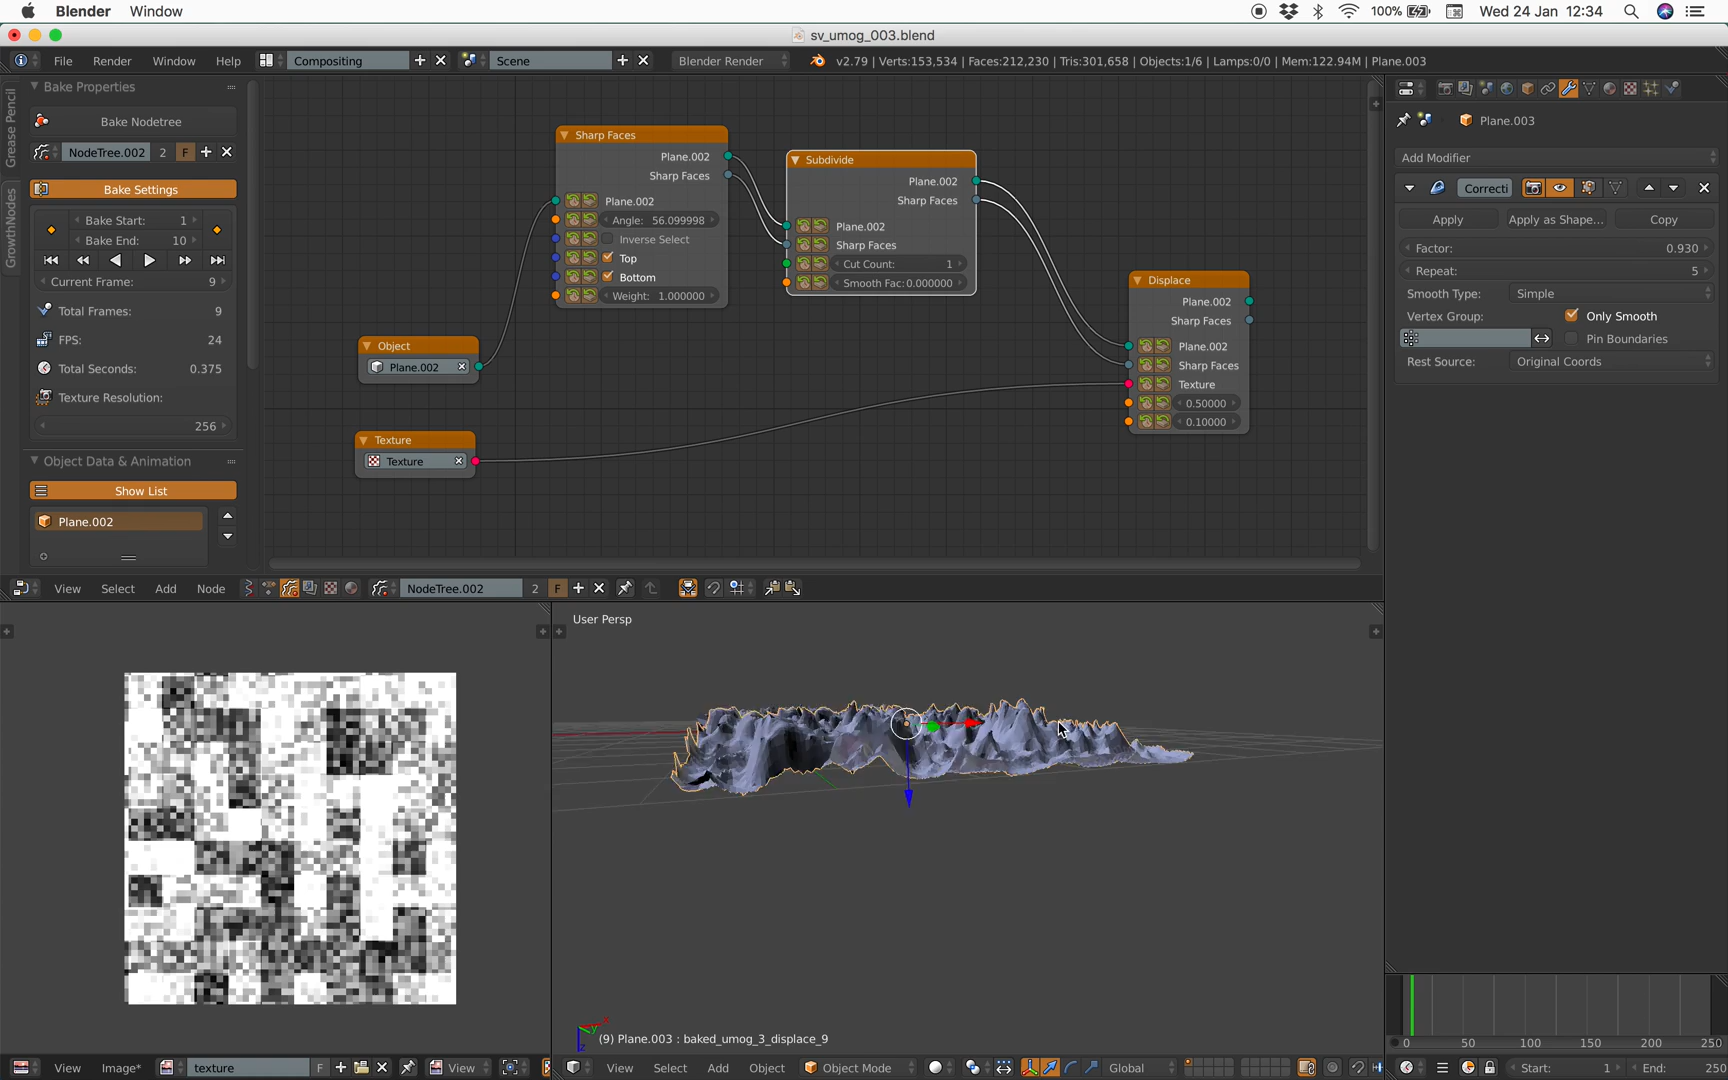 Blender Window 100% Wed 24 Jan 12:34
sv_umog_003.blend
File Render Window Help Compositing Scene Blender Render v2.79 | Verts:153,534 | Faces:212,230 | Tris:301,658 | Objects:1/6 | Lamps:0/0 | Mem:122.94M | Plane.003
Grease Pencil
GrowthNodes
Bake Properties
Bake Nodetree
NodeTree.002 2 F
Bake Settings
Bake Start: 1
Bake End: 10
Current Frame: 9
Total Frames: 9
FPS: 24
Total Seconds: 0.375
Texture Resolution:
256
Object Data & Animation
Show List
Plane.002
Sharp Faces
Plane.002
Sharp Faces
Plane.002
Angle: 56.099998
Inverse Select
Top
Bottom
Weight: 1.000000
Subdivide
Plane.002
Sharp Faces
Plane.002
Sharp Faces
Cut Count: 1
Smooth Fac:0.000000
Object
Plane.002
Texture
Texture
Displace
Plane.002
Sharp Faces
Plane.002
Sharp Faces
Texture
0.50000
0.10000
View Select Add Node NodeTree.002 2 F
Plane.003
Add Modifier
Correcti
Apply Apply as Shape... Copy
Factor: 0.930
Repeat: 5
Smooth Type: Simple
Vertex Group: Only Smooth
Pin Boundaries
Rest Source: Original Coords
User Persp
x
y
z
(9) Plane.003 : baked_umog_3_displace_9
View Image* texture F View
View Select Add Object Object Mode Global
0 50 100 150 200 250
Start: 1 End: 250